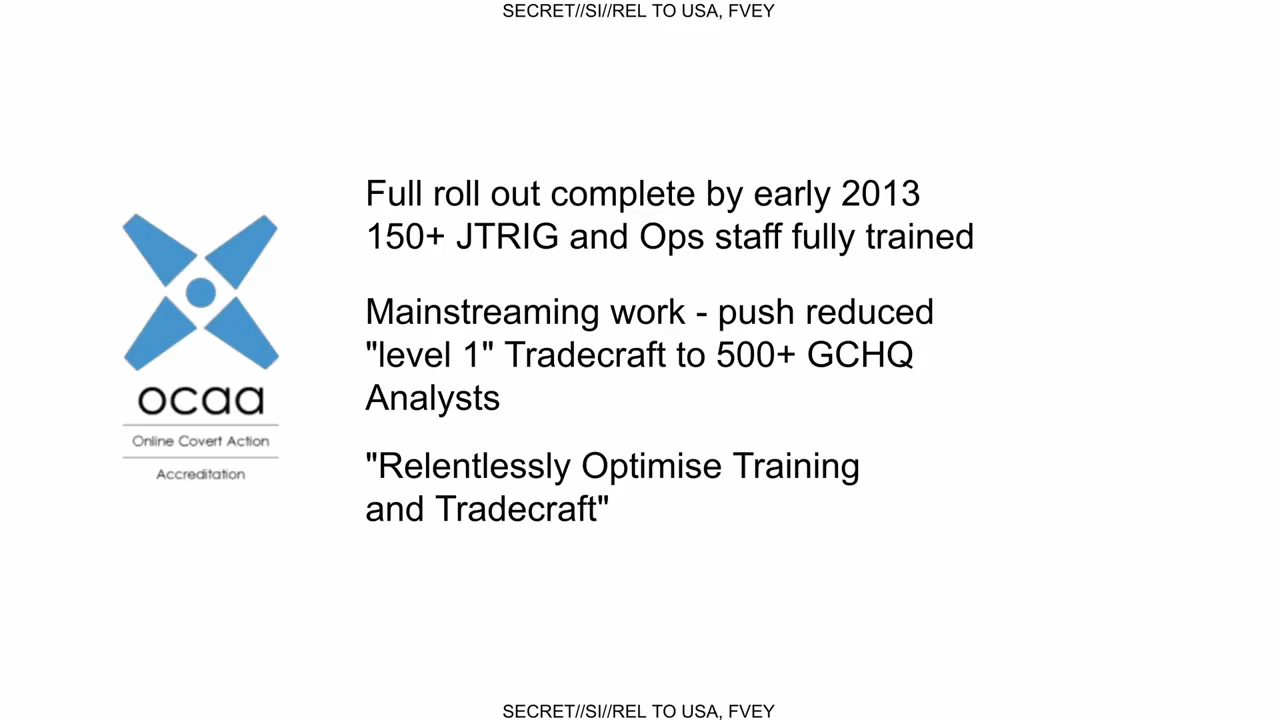 SECRET//SI//REL TO USA, FVEY
Full roll out complete by early 2013
150+ JTRIG and Ops staff fully trained
Mainstreaming work - push reduced
"level 1" Tradecraft to 500+ GCHQ
Analysts
"Relentlessly Optimise Training
and Tradecraft"
ocaa
Online Covert Action
Accreditation
SECRET//SI//REL TO USA, FVEY